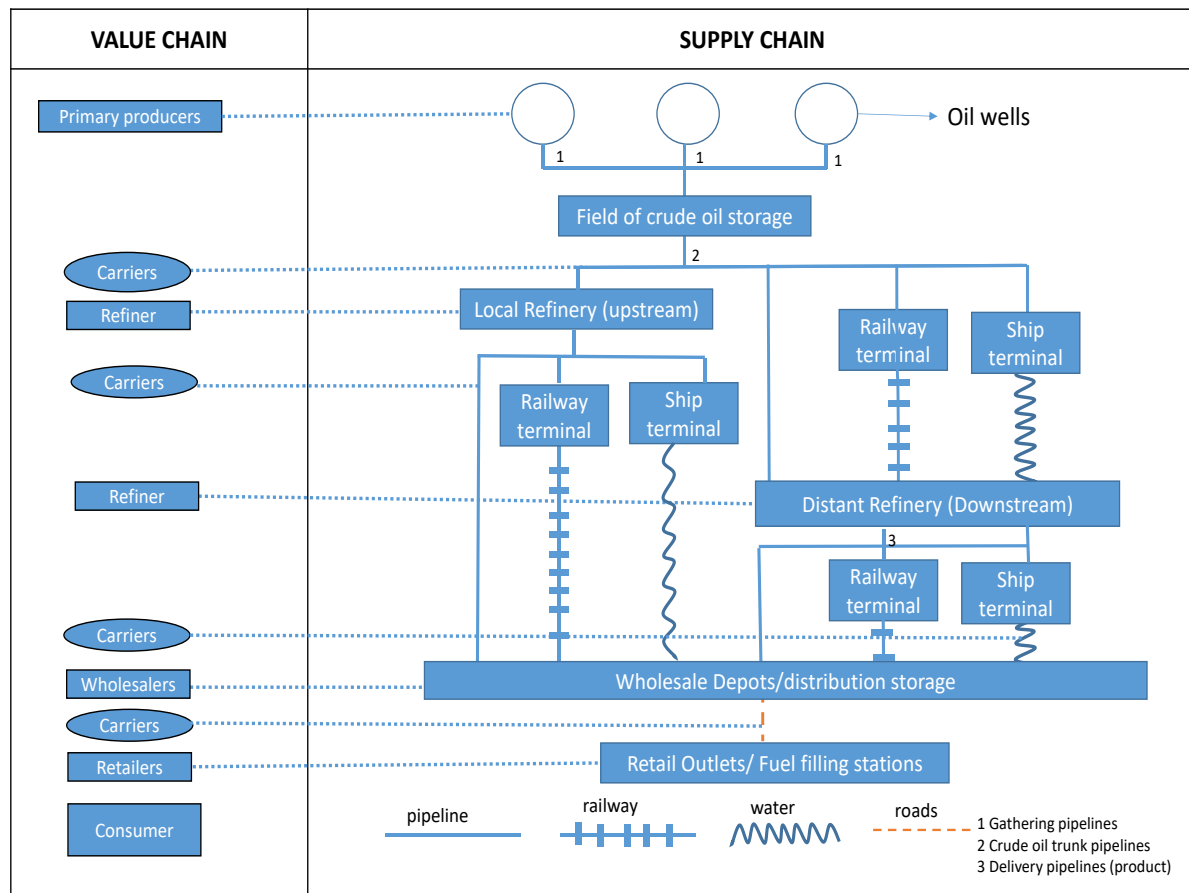 VALUE CHAIN
SUPPLY CHAIN
Primary producers
Oil wells
1
1
1
Field of crude oil storage
2
Carriers
Refiner
Local Refinery (upstream)
Railway
terminal
Ship
terminal
Carriers
Railway
terminal
Ship
terminal
Refiner
Distant Refinery (Downstream)
3
Railway
terminal
Ship
terminal
Carriers
Wholesalers
Wholesale Depots/distribution storage
Carriers
Retailers
Retail Outlets/ Fuel filling stations
Consumer
pipeline
railway
water
roads
1 Gathering pipelines
2 Crude oil trunk pipelines
3 Delivery pipelines (product)